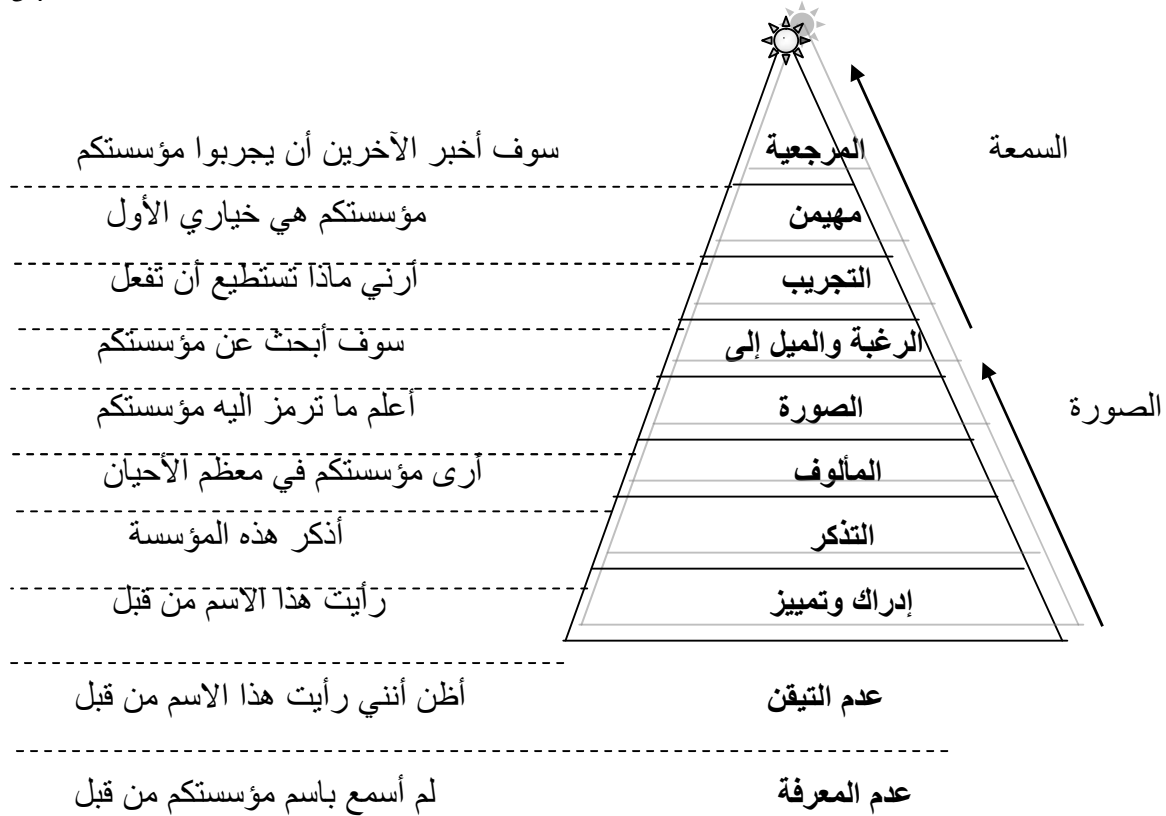 السمعة المرجعية سوف أخبر الآخرين أن يجربوا مؤسستكم
مهيمن مؤسستكم هي خياري الأول
التجريب أرني ماذا تستطيع أن تفعل
الرغبة والميل إلى سوف أبحث عن مؤسستكم
الصورة الصورة أعلم ما ترمز اليه مؤسستكم
المألوف أرى مؤسستكم في معظم الأحيان
التذكر أذكر هذه المؤسسة
إدراك وتمييز رأيت هذا الاسم من قبل
عدم التيقن أظن أنني رأيت هذا الاسم من قبل
عدم المعرفة لم أسمع باسم مؤسستكم من قبل